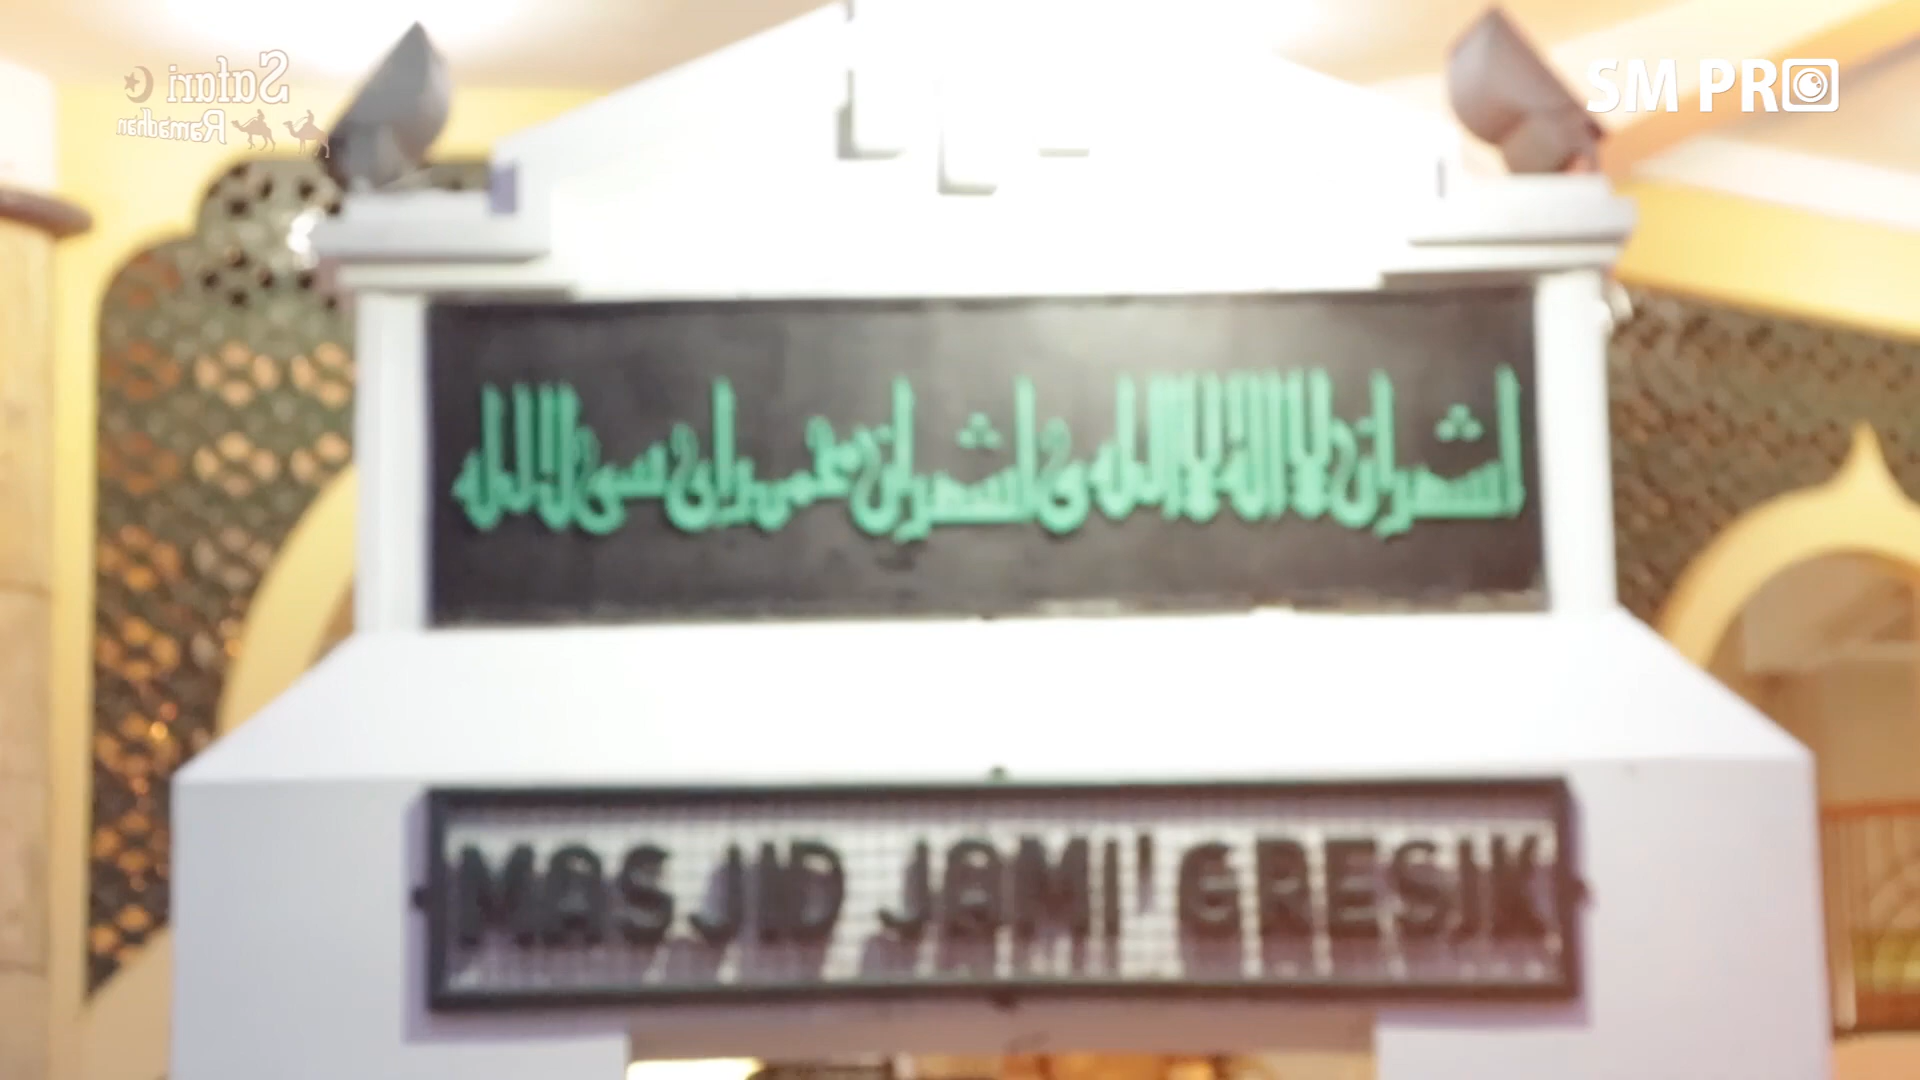 Safari
Ramadhan
SM PRO
اشهد ان لا اله الا الله و اشهد ان محمدا رسول الله
MASJID JAMI' GRESIK